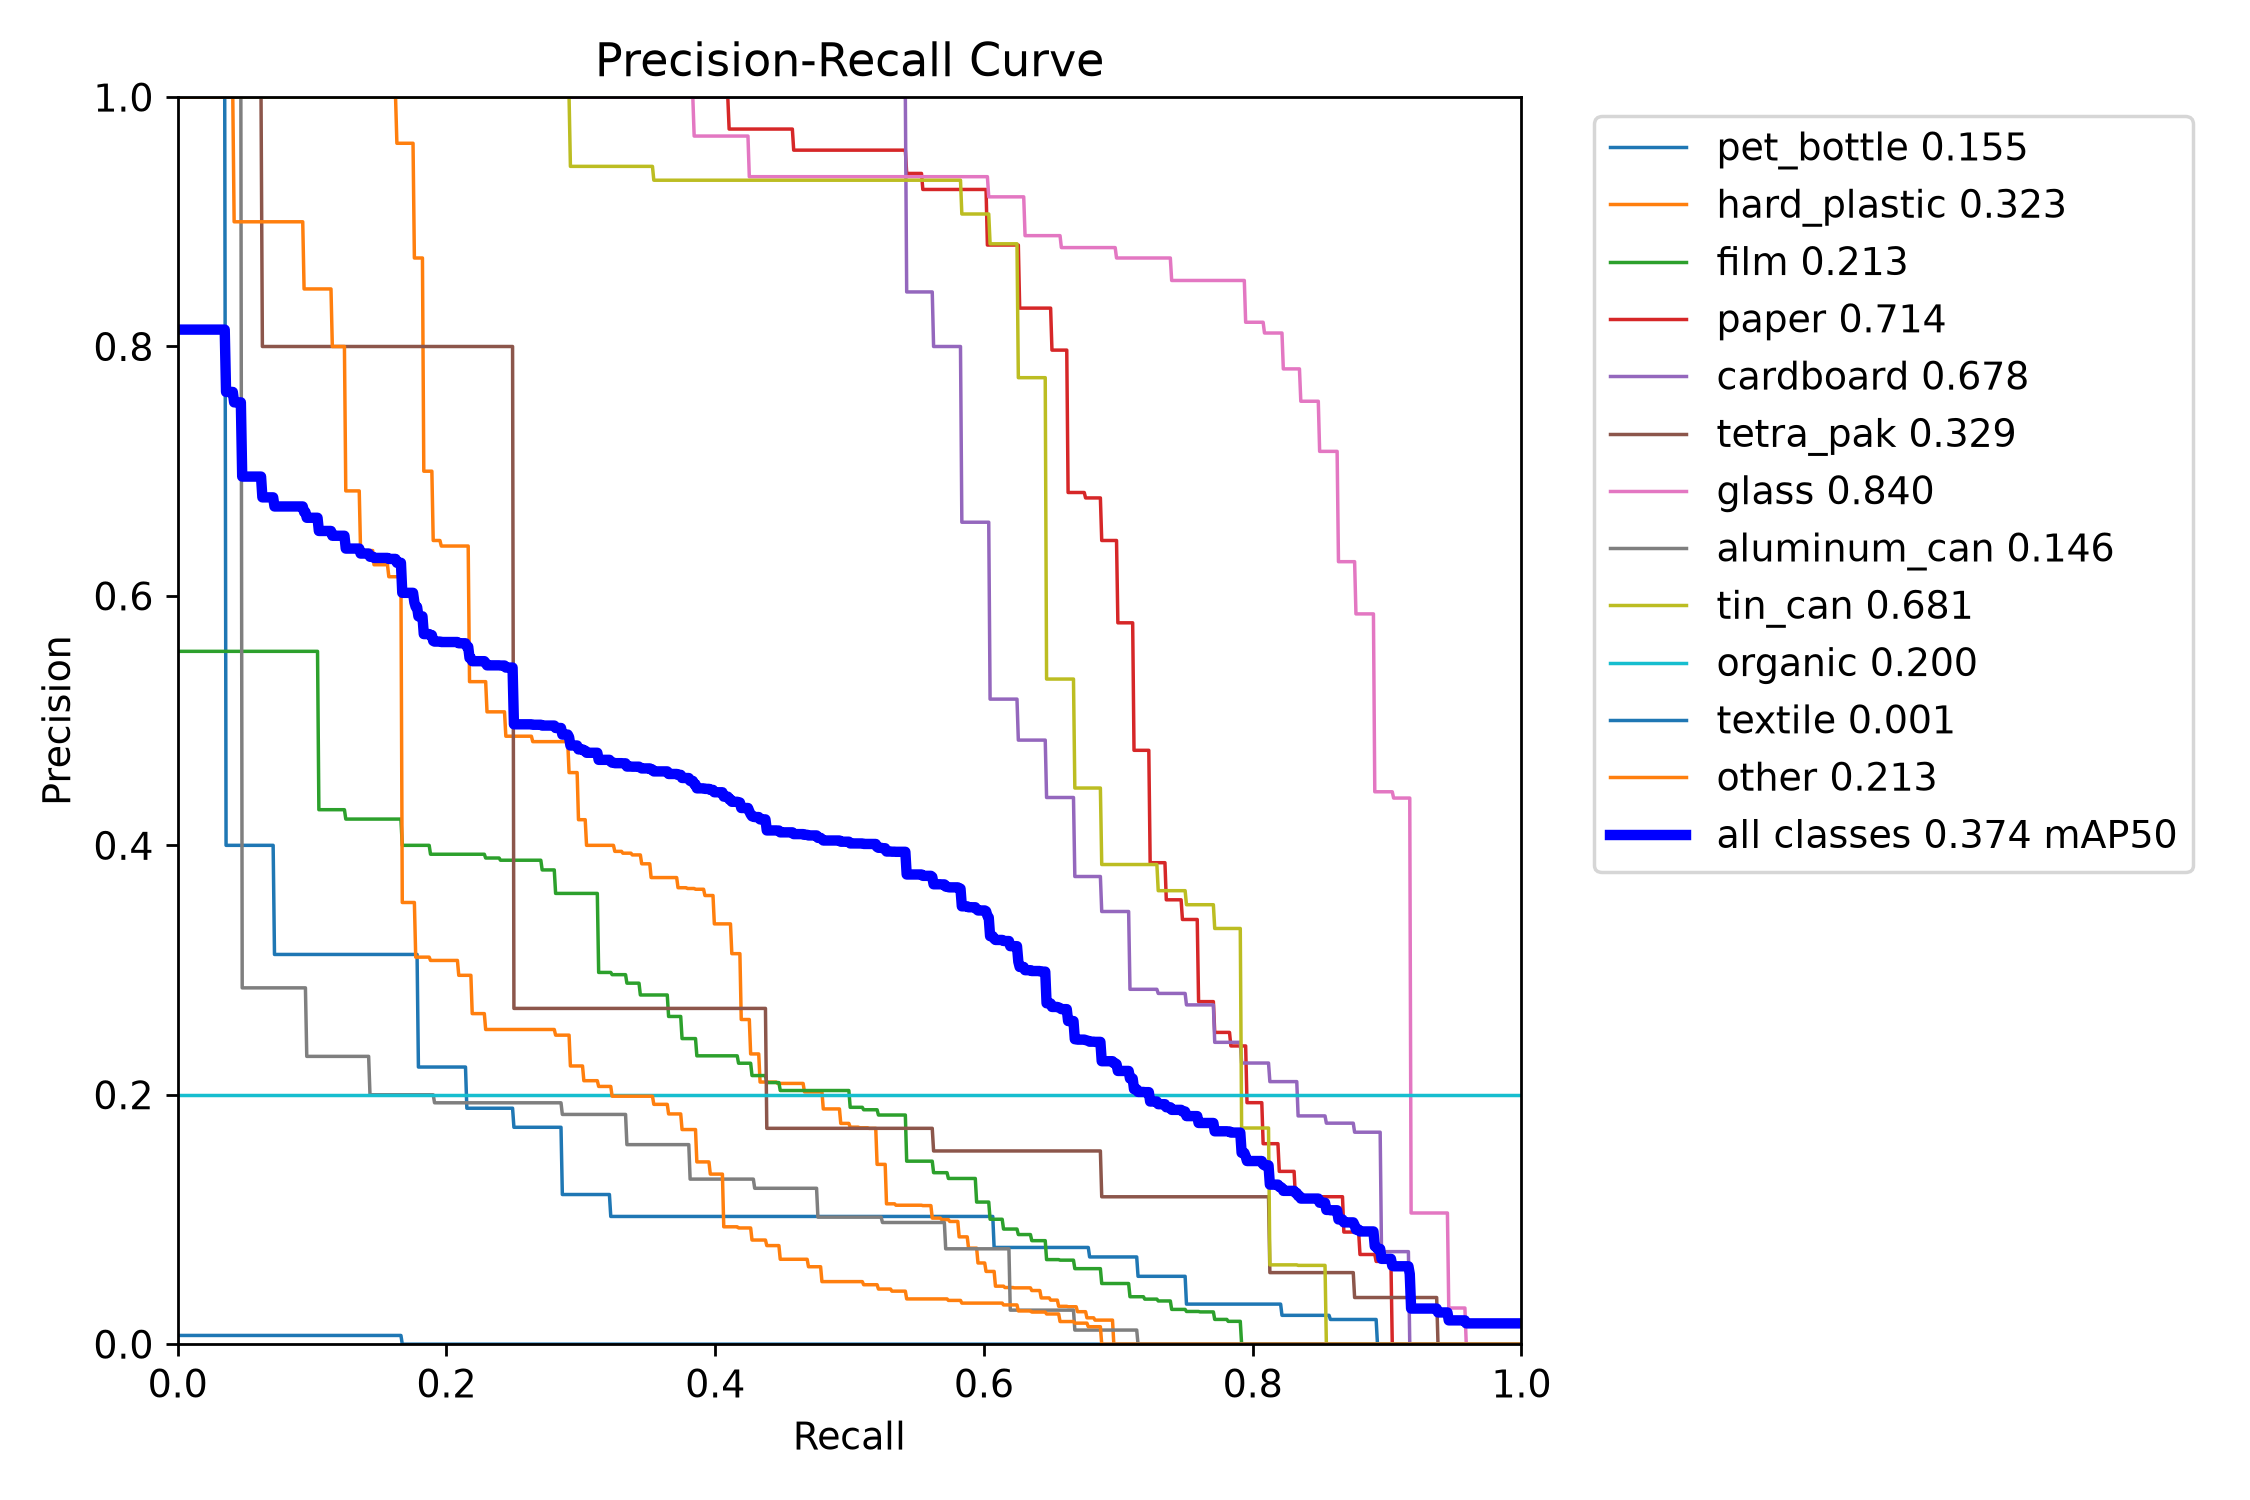 Precision-Recall Curve
1.0
0.8
0.6
0.4
0.2
0.0
Precision
0.0 0.2 0.4 0.6 0.8 1.0
Recall
pet_bottle 0.155
hard_plastic 0.323
film 0.213
paper 0.714
cardboard 0.678
tetra_pak 0.329
glass 0.840
aluminum_can 0.146
tin_can 0.681
organic 0.200
textile 0.001
other 0.213
all classes 0.374 mAP50